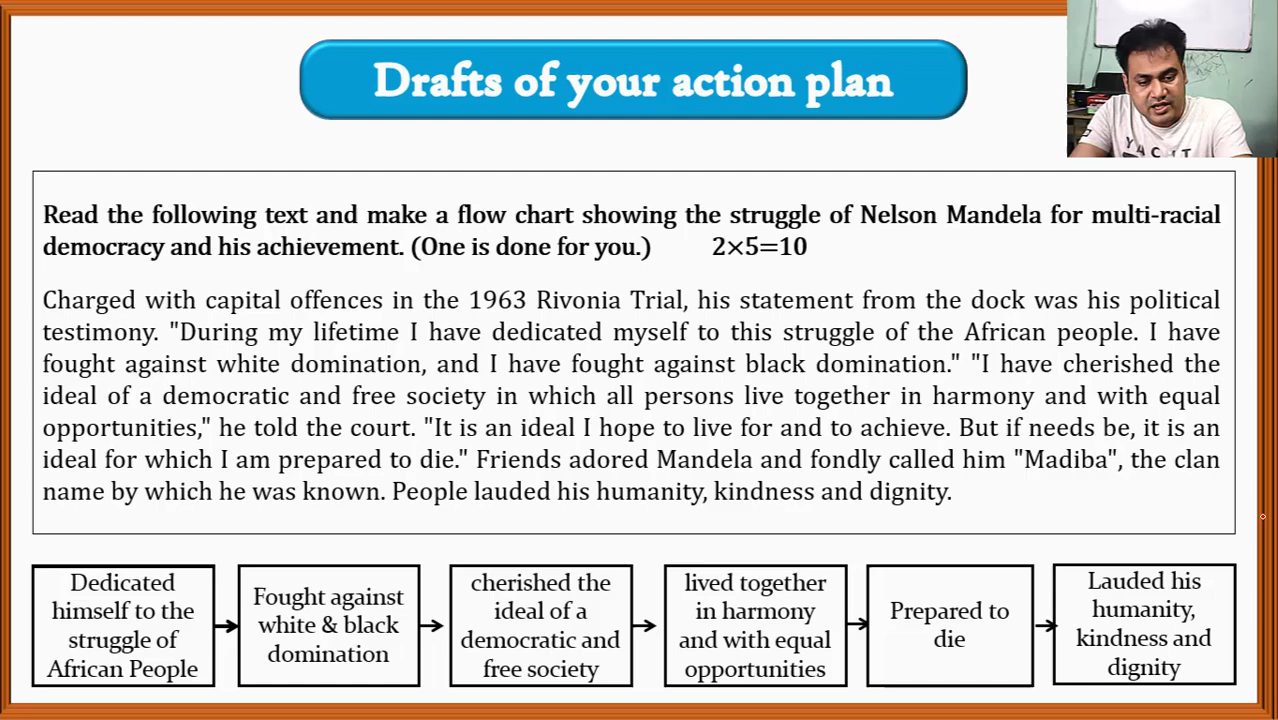 Drafts of your action plan
YACHT
Read the following text and make a flow chart showing the struggle of Nelson Mandela for multi-racial
democracy and his achievement. (One is done for you.) 2×5=10
Charged with capital offences in the 1963 Rivonia Trial, his statement from the dock was his political
testimony. "During my lifetime I have dedicated myself to this struggle of the African people. I have
fought against white domination, and I have fought against black domination." "I have cherished the
ideal of a democratic and free society in which all persons live together in harmony and with equal
opportunities," he told the court. "It is an ideal I hope to live for and to achieve. But if needs be, it is an
ideal for which I am prepared to die." Friends adored Mandela and fondly called him "Madiba", the clan
name by which he was known. People lauded his humanity, kindness and dignity.
Dedicated
himself to the
struggle of
African People
Fought against
white & black
domination
cherished the
ideal of a
democratic and
free society
lived together
in harmony
and with equal
opportunities
Prepared to
die
Lauded his
humanity,
kindness and
dignity